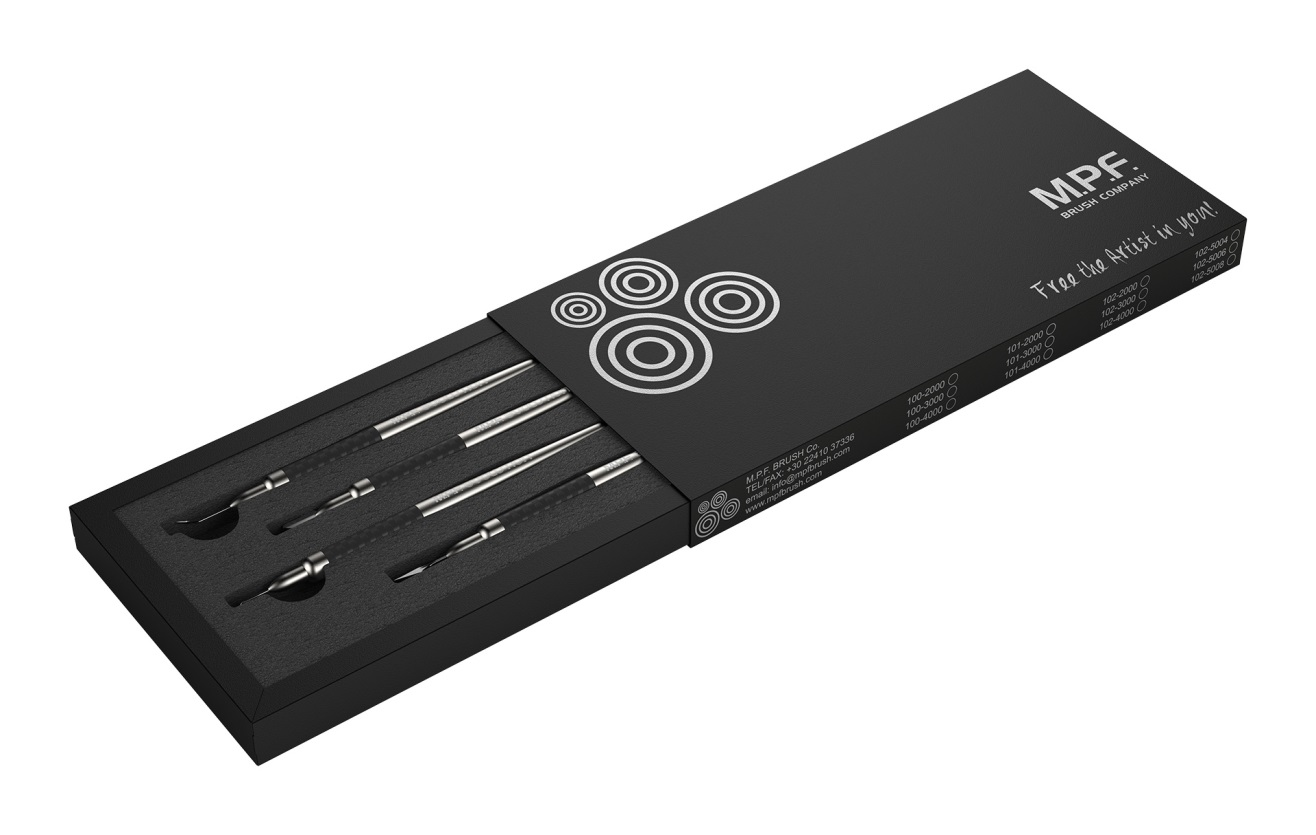 M.P.F.
BRUSH COMPANY
Free the Artist in you!
M.P.F. BRUSH Co.
TEL/FAX: +30 22410 37336
email: info@mpfbrush.com
www.mpfbrush.com
100-2000
100-3000
100-4000
101-2000
101-3000
101-4000
102-2000
102-3000
102-4000
102-5004
102-5006
102-5008